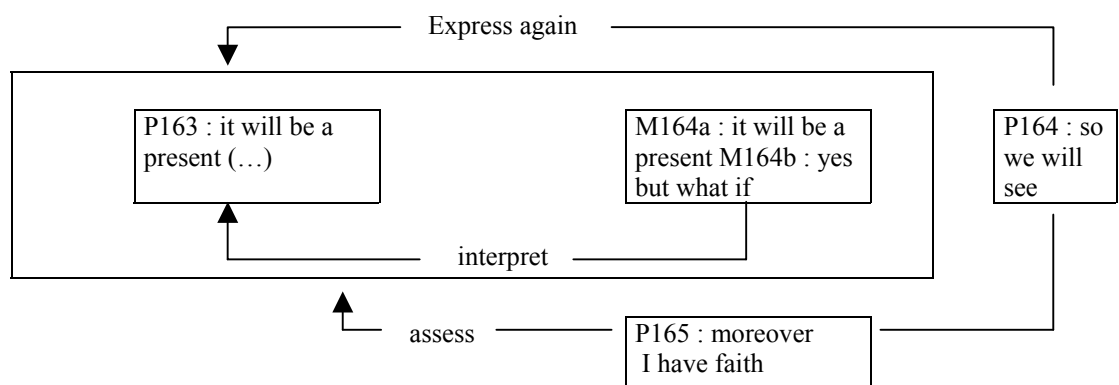 Express again
P163 : it will be a
present (…)
M164a : it will be a
present M164b : yes
but what if
P164 : so
we will
see
interpret
assess
P165 : moreover
I have faith